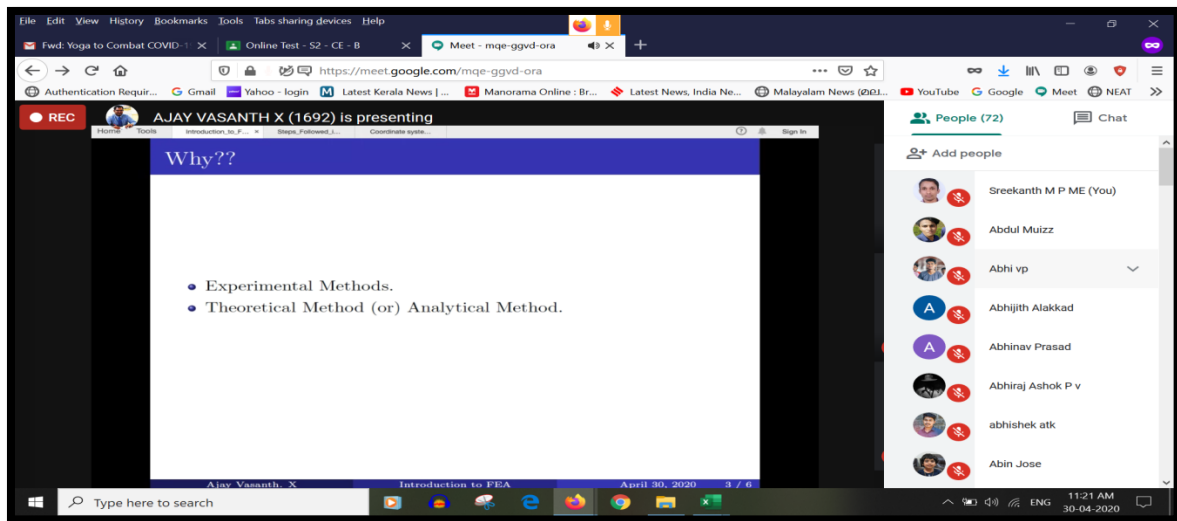 File Edit View History Bookmarks Tools Tabs sharing devices Help
Fwd: Yoga to Combat COVID-1 Online Test - S2 - CE - B Meet - mqe-ggvd-ora
https://meet.google.com/mqe-ggvd-ora
Authentication Requir... Gmail Yahoo - login Latest Kerala News | ... Manorama Online : Br... Latest News, India Ne... Malayalam News (മല
... YouTube Google Meet NEAT
REC AJAY VASANTH X (1692) is presenting
Home Tools Introduction_to_F... Steps_Followed_i... Coordinate syste... Sign In
Why??
Experimental Methods.
Theoretical Method (or) Analytical Method.
Ajay Vasanth. X Introduction to FEA April 30, 2020 3 / 6
People (72) Chat
Add people
Sreekanth M P ME (You)
Abdul Muizz
Abhi vp
A Abhijith Alakkad
A Abhinav Prasad
Abhiraj Ashok P v
abhishek atk
Abin Jose
Type here to search
ENG 11:21 AM
30-04-2020